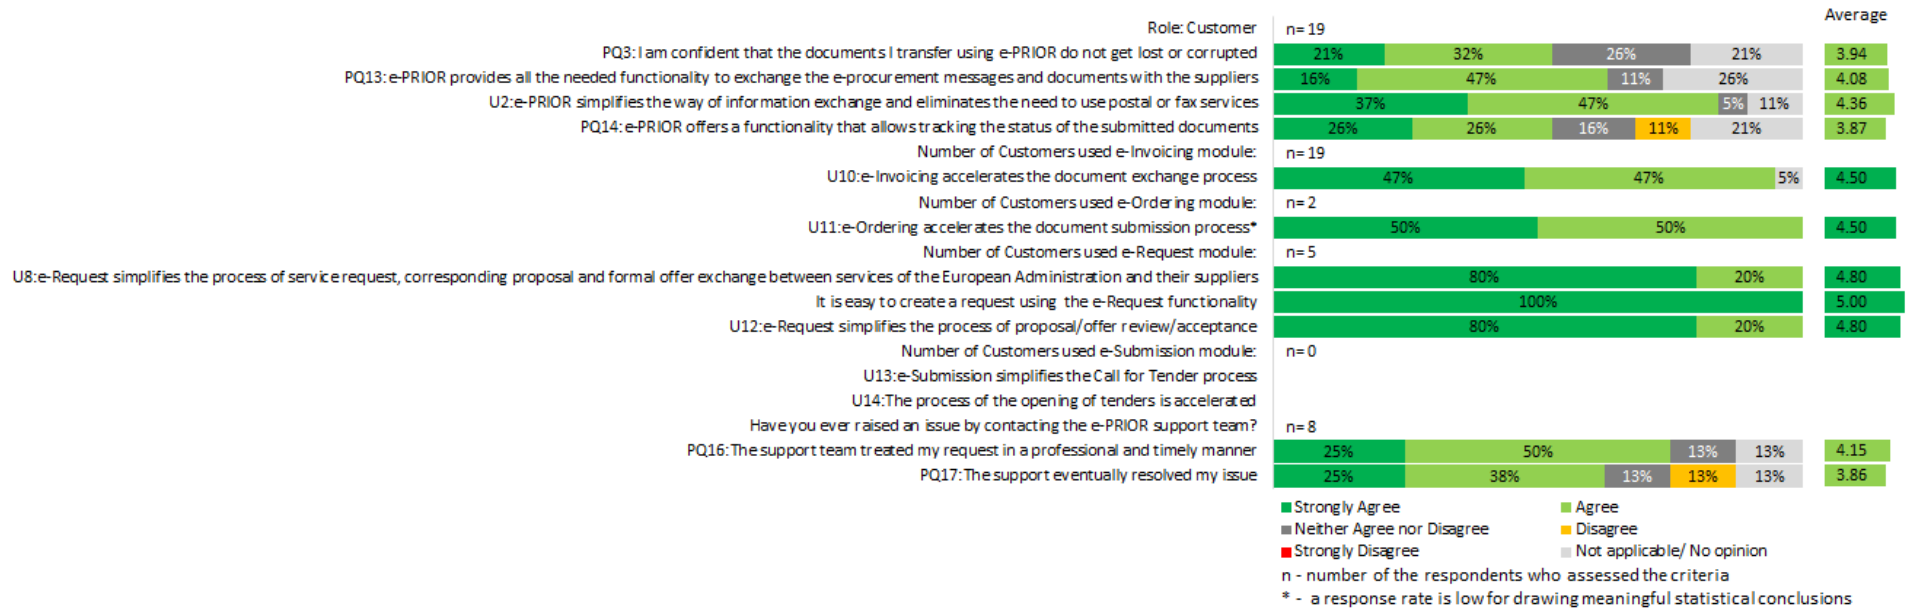 Average
Role: Customer n= 19
PQ3: I am confident that the documents I transfer using e-PRIOR do not get lost or corrupted 21% 32% 26% 21% 3.94
PQ13: e-PRIOR provides all the needed functionality to exchange the e-procurement messages and documents with the suppliers 16% 47% 11% 26% 4.08
U2:e-PRIOR simplifies the way of information exchange and eliminates the need to use postal or fax services 37% 47% 5% 11% 4.36
PQ14: e-PRIOR offers a functionality that allows tracking the status of the submitted documents 26% 26% 16% 11% 21% 3.87
Number of Customers used e-Invoicing module: n= 19
U10:e-Invoicing accelerates the document exchange process 47% 47% 5% 4.50
Number of Customers used e-Ordering module: n= 2
U11:e-Ordering accelerates the document submission process* 50% 50% 4.50
Number of Customers used e-Request module: n= 5
U8:e-Request simplifies the process of service request, corresponding proposal and formal offer exchange between services of the European Administration and their suppliers 80% 20% 4.80
It is easy to create a request using the e-Request functionality 100% 5.00
U12:e-Request simplifies the process of proposal/offer review/acceptance 80% 20% 4.80
Number of Customers used e-Submission module: n= 0
U13:e-Submission simplifies the Call for Tender process
U14:The process of the opening of tenders is accelerated
Have you ever raised an issue by contacting the e-PRIOR support team? n= 8
PQ16: The support team treated my request in a professional and timely manner 25% 50% 13% 13% 4.15
PQ17: The support eventually resolved my issue 25% 38% 13% 13% 13% 3.86
Strongly Agree Agree
Neither Agree nor Disagree Disagree
Strongly Disagree Not applicable/ No opinion
n - number of the respondents who assessed the criteria
* - a response rate is low for drawing meaningful statistical conclusions